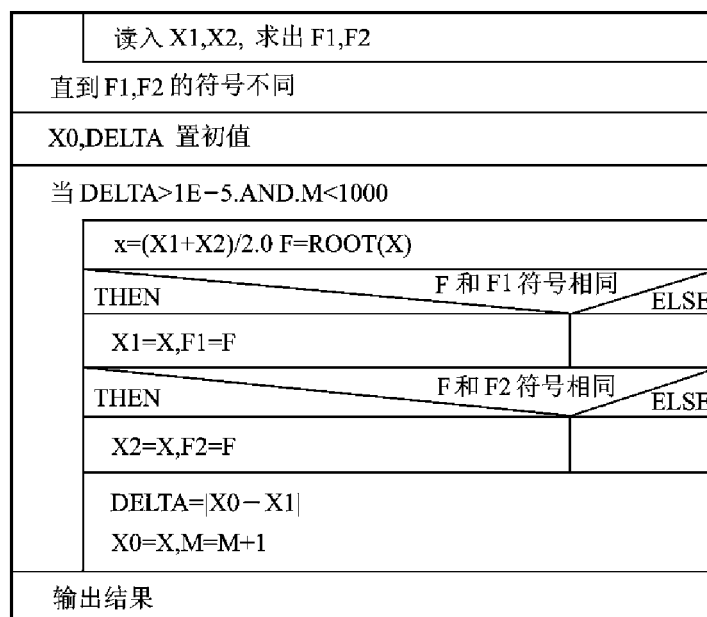 读入 X1,X2, 求出 F1,F2
直到 F1,F2 的符号不同
X0,DELTA 置初值
当 DELTA>1E-5.AND.M<1000
x=(X1+X2)/2.0 F=ROOT(X)
F 和 F1 符号相同
THEN ELSE
X1=X,F1=F
F 和 F2 符号相同
THEN ELSE
X2=X,F2=F
DELTA=|X0-X1|
X0=X,M=M+1
输出结果